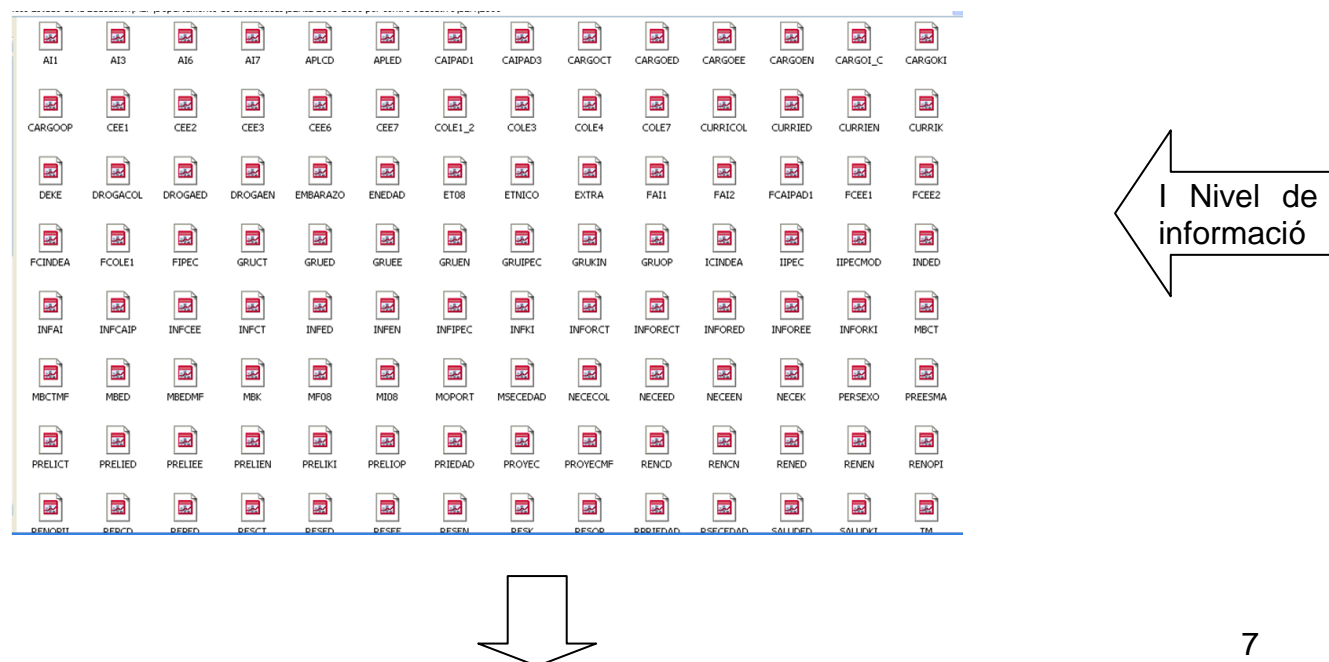 AI1 AI3 AI6 AI7 APLCD APLED CAIPAD1 CAIPAD3 CARGOCT CARGOED CARGOEE CARGOEN CARGOI_C CARGOKI
CARGOOP CEE1 CEE2 CEE3 CEE6 CEE7 COLE1_2 COLE3 COLE4 COLE7 CURRICOL CURRIED CURRIEN CURRIK
DEKE DROGACOL DROGAED DROGAEN EMBARAZO ENEDAD ET08 ETNICO EXTRA FAI1 FAI2 FCAIPAD1 FCEE1 FCEE2
I Nivel de
informació
FCINDEA FCOLE1 FIPEC GRUCT GRUED GRUEE GRUEN GRUIPEC GRUKIN GRUOP ICINDEA IIPEC IIPECMOD INDED
INFAI INFCAIP INFCEE INFCT INFED INFEN INFIPEC INFKI INFORCT INFORECT INFORED INFOREE INFORKI MBCT
MBCTMF MBED MBEDMF MBK MF08 MI08 MOPORT MSECEDAD NECECOL NECEED NECEEN NECEK PERSEXO PREESMA
PRELICT PRELIED PRELIEE PRELIEN PRELIKI PRELIOP PRIEDAD PROYEC PROYECMF RENCD RENCN RENED RENEN RENOPI
7